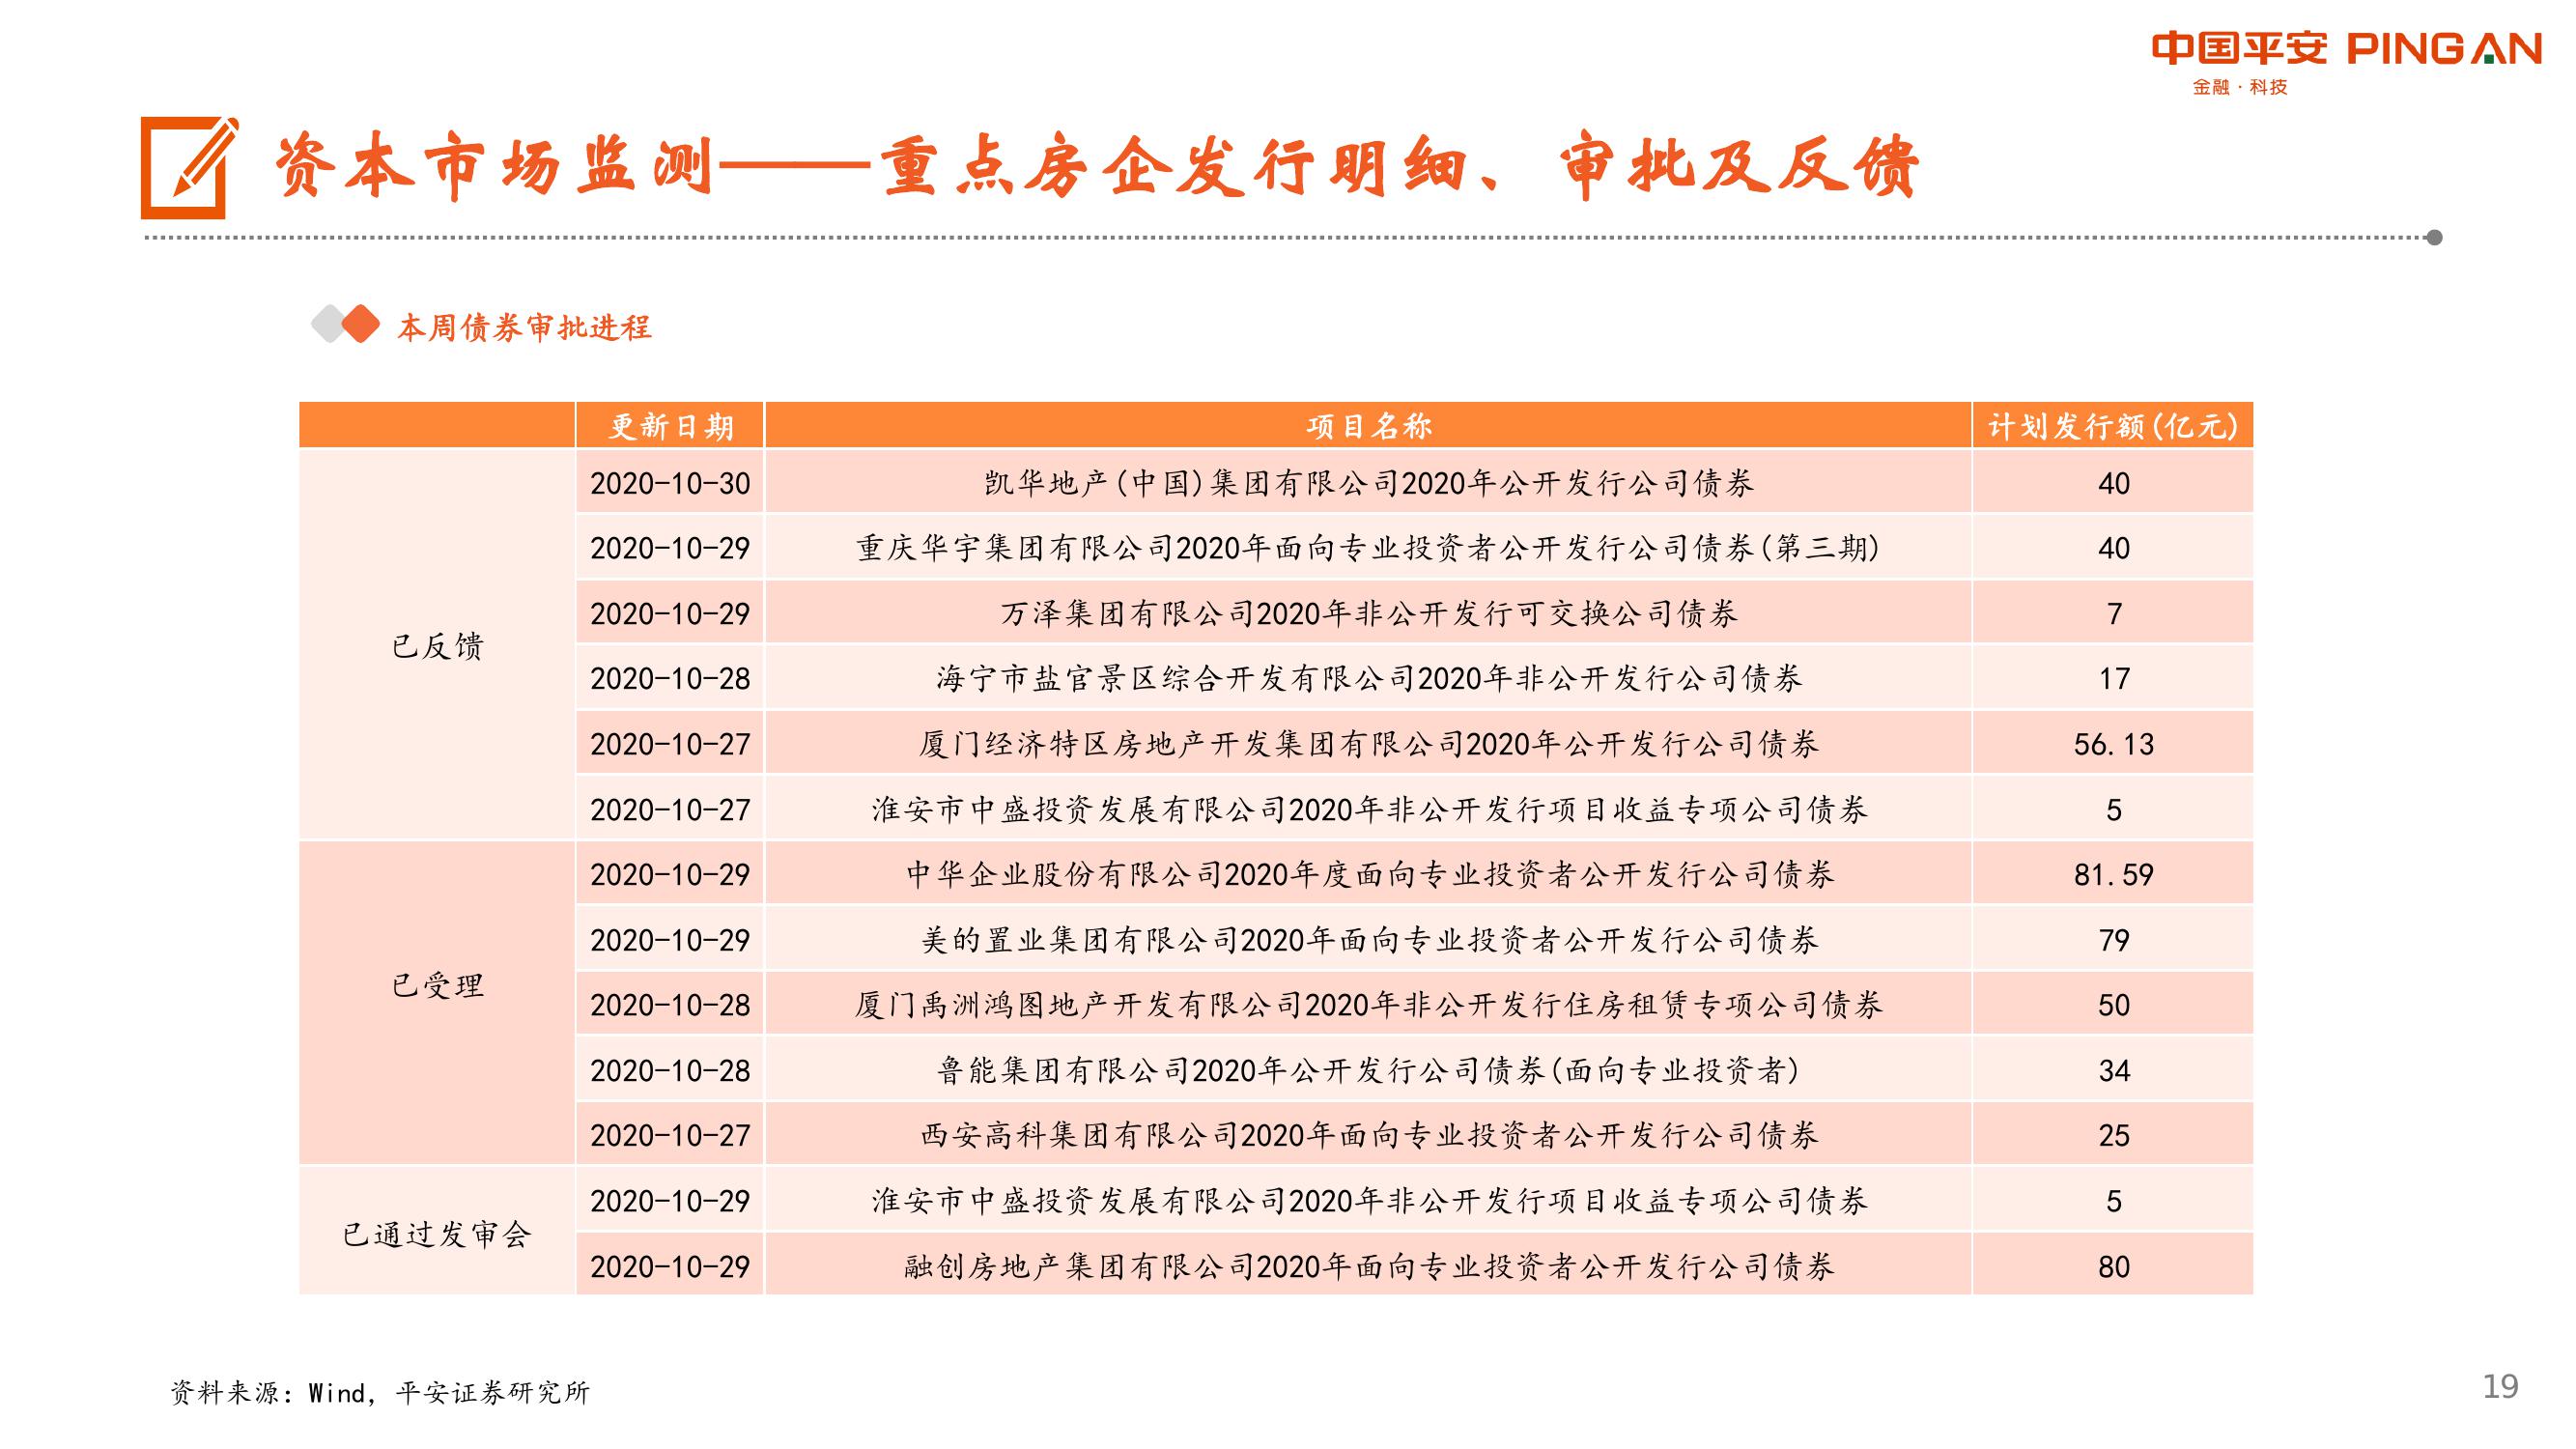 中国平安 PINGAN
金融·科技
资本市场监测——重点房企发行明细、审批及反馈
本周债券审批进程
更新日期 项目名称 计划发行额(亿元)
已反馈
2020-10-30 凯华地产(中国)集团有限公司2020年公开发行公司债券 40
2020-10-29 重庆华宇集团有限公司2020年面向专业投资者公开发行公司债券(第三期) 40
2020-10-29 万泽集团有限公司2020年非公开发行可交换公司债券 7
2020-10-28 海宁市盐官景区综合开发有限公司2020年非公开发行公司债券 17
2020-10-27 厦门经济特区房地产开发集团有限公司2020年公开发行公司债券 56.13
2020-10-27 淮安市中盛投资发展有限公司2020年非公开发行项目收益专项公司债券 5
已受理
2020-10-29 中华企业股份有限公司2020年度面向专业投资者公开发行公司债券 81.59
2020-10-29 美的置业集团有限公司2020年面向专业投资者公开发行公司债券 79
2020-10-28 厦门禹洲鸿图地产开发有限公司2020年非公开发行住房租赁专项公司债券 50
2020-10-28 鲁能集团有限公司2020年公开发行公司债券(面向专业投资者) 34
2020-10-27 西安高科集团有限公司2020年面向专业投资者公开发行公司债券 25
已通过发审会
2020-10-29 淮安市中盛投资发展有限公司2020年非公开发行项目收益专项公司债券 5
2020-10-29 融创房地产集团有限公司2020年面向专业投资者公开发行公司债券 80
资料来源：Wind，平安证券研究所
19